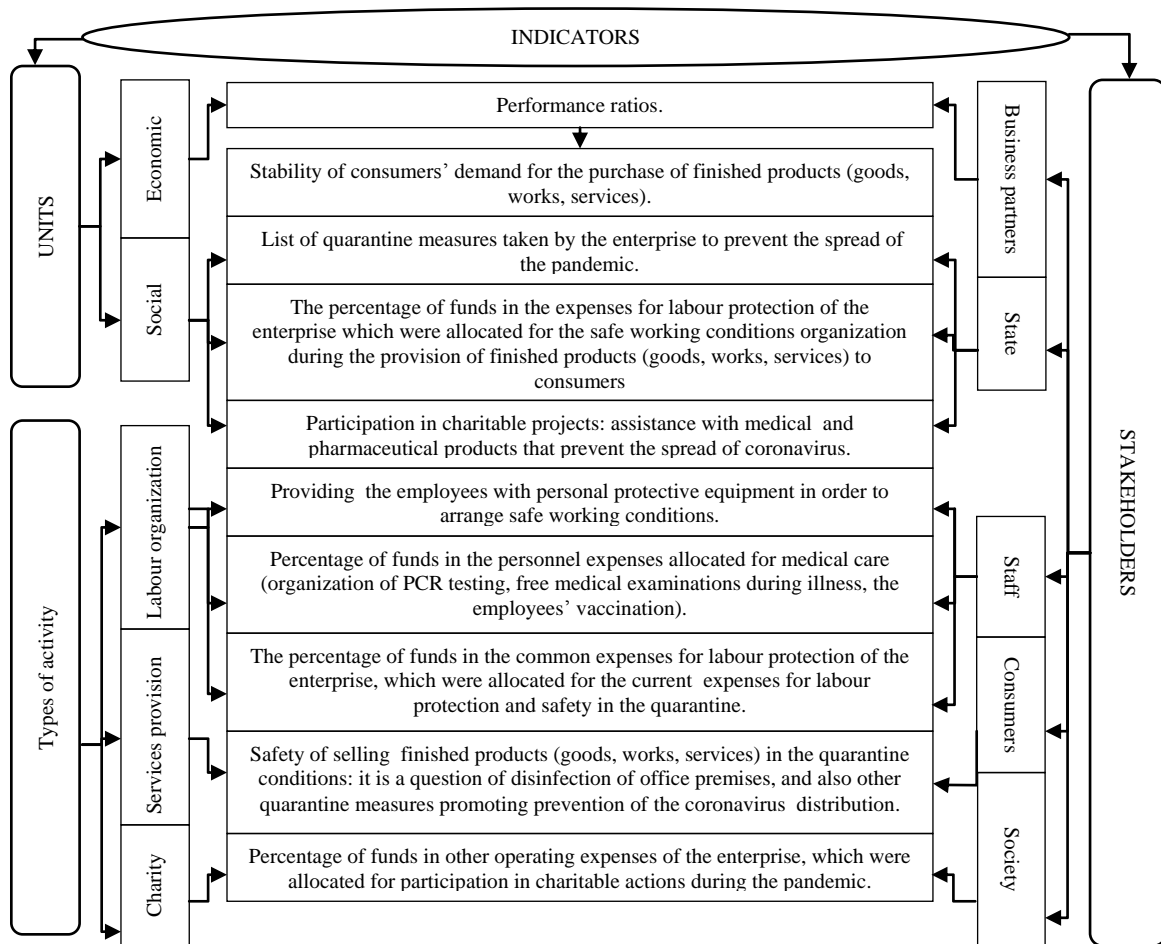 INDICATORS
UNITS
Economic
Social
Performance ratios.
Stability of consumers’ demand for the purchase of finished products (goods,
works, services).
List of quarantine measures taken by the enterprise to prevent the spread of
the pandemic.
The percentage of funds in the expenses for labour protection of the
enterprise which were allocated for the safe working conditions organization
during the provision of finished products (goods, works, services) to
consumers
Participation in charitable projects: assistance with medical and
pharmaceutical products that prevent the spread of coronavirus.
Business partners
State
STAKEHOLDERS
Types of activity
Labour organization
Services provision
Charity
Providing the employees with personal protective equipment in order to
arrange safe working conditions.
Percentage of funds in the personnel expenses allocated for medical care
(organization of PCR testing, free medical examinations during illness, the
employees’ vaccination).
The percentage of funds in the common expenses for labour protection of the
enterprise, which were allocated for the current expenses for labour
protection and safety in the quarantine.
Safety of selling finished products (goods, works, services) in the quarantine
conditions: it is a question of disinfection of office premises, and also other
quarantine measures promoting prevention of the coronavirus distribution.
Percentage of funds in other operating expenses of the enterprise, which were
allocated for participation in charitable actions during the pandemic.
Staff
Consumers
Society